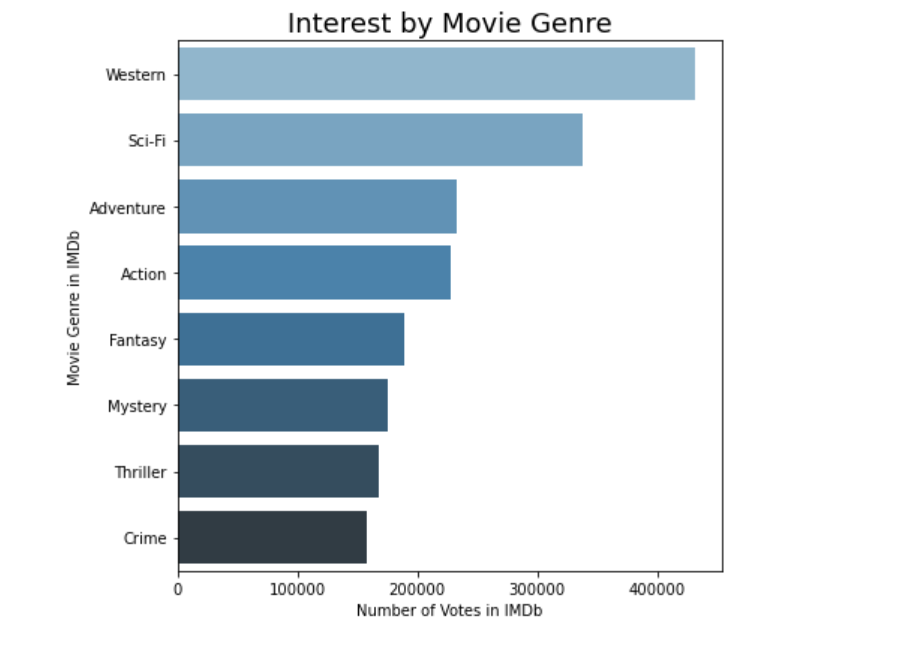 Interest by Movie Genre
Movie Genre in IMDb
Western
Sci-Fi
Adventure
Action
Fantasy
Mystery
Thriller
Crime
0 100000 200000 300000 400000
Number of Votes in IMDb